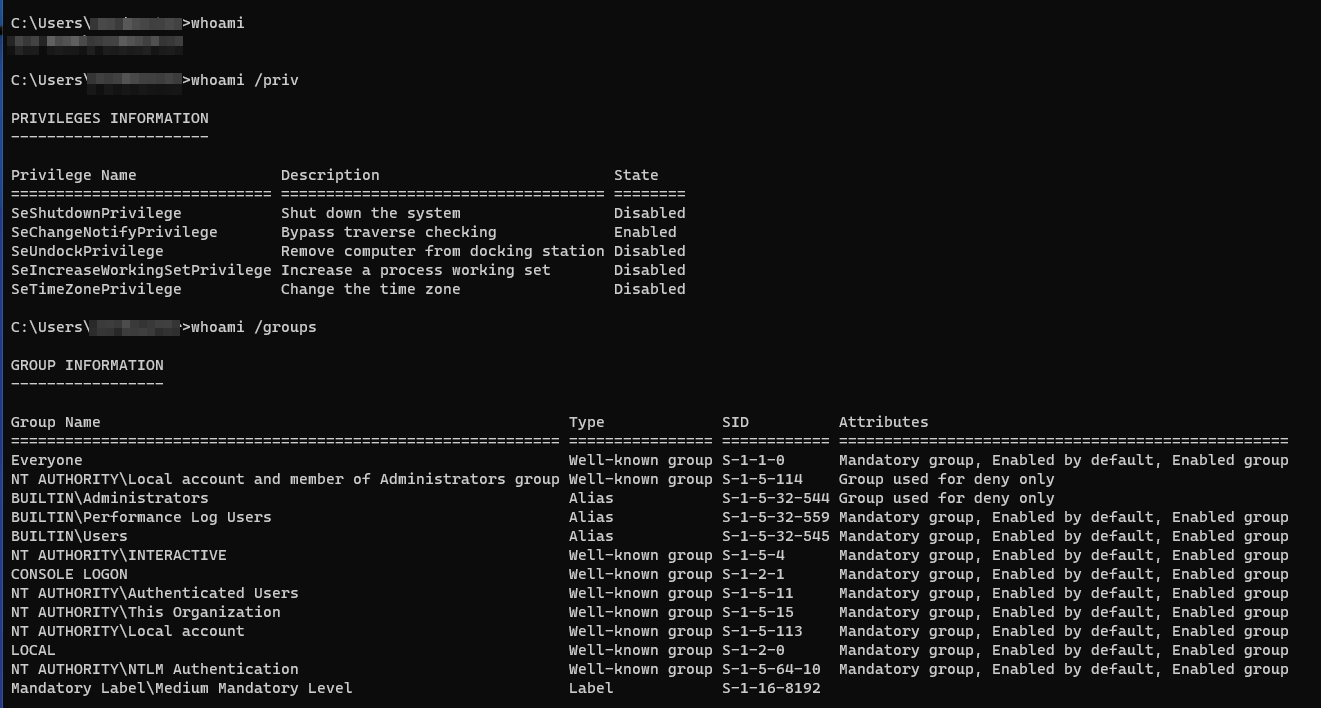 C:\Users\ >whoami
C:\Users\ >whoami /priv
PRIVILEGES INFORMATION
----------------------
Privilege Name                Description                          State
============================= ==================================== ========
SeShutdownPrivilege           Shut down the system                 Disabled
SeChangeNotifyPrivilege       Bypass traverse checking             Enabled
SeUndockPrivilege             Remove computer from docking station Disabled
SeIncreaseWorkingSetPrivilege Increase a process working set       Disabled
SeTimeZonePrivilege           Change the time zone                 Disabled
C:\Users\ >whoami /groups
GROUP INFORMATION
-----------------
Group Name                                                    Type             SID          Attributes
============================================================= ================ ============ ==================================================
Everyone                                                      Well-known group S-1-1-0      Mandatory group, Enabled by default, Enabled group
NT AUTHORITY\Local account and member of Administrators group Well-known group S-1-5-114    Group used for deny only
BUILTIN\Administrators                                        Alias            S-1-5-32-544 Group used for deny only
BUILTIN\Performance Log Users                                 Alias            S-1-5-32-559 Mandatory group, Enabled by default, Enabled group
BUILTIN\Users                                                 Alias            S-1-5-32-545 Mandatory group, Enabled by default, Enabled group
NT AUTHORITY\INTERACTIVE                                      Well-known group S-1-5-4      Mandatory group, Enabled by default, Enabled group
CONSOLE LOGON                                                 Well-known group S-1-2-1      Mandatory group, Enabled by default, Enabled group
NT AUTHORITY\Authenticated Users                              Well-known group S-1-5-11     Mandatory group, Enabled by default, Enabled group
NT AUTHORITY\This Organization                                Well-known group S-1-5-15     Mandatory group, Enabled by default, Enabled group
NT AUTHORITY\Local account                                    Well-known group S-1-5-113    Mandatory group, Enabled by default, Enabled group
LOCAL                                                         Well-known group S-1-2-0      Mandatory group, Enabled by default, Enabled group
NT AUTHORITY\NTLM Authentication                              Well-known group S-1-5-64-10  Mandatory group, Enabled by default, Enabled group
Mandatory Label\Medium Mandatory Level                        Label            S-1-16-8192